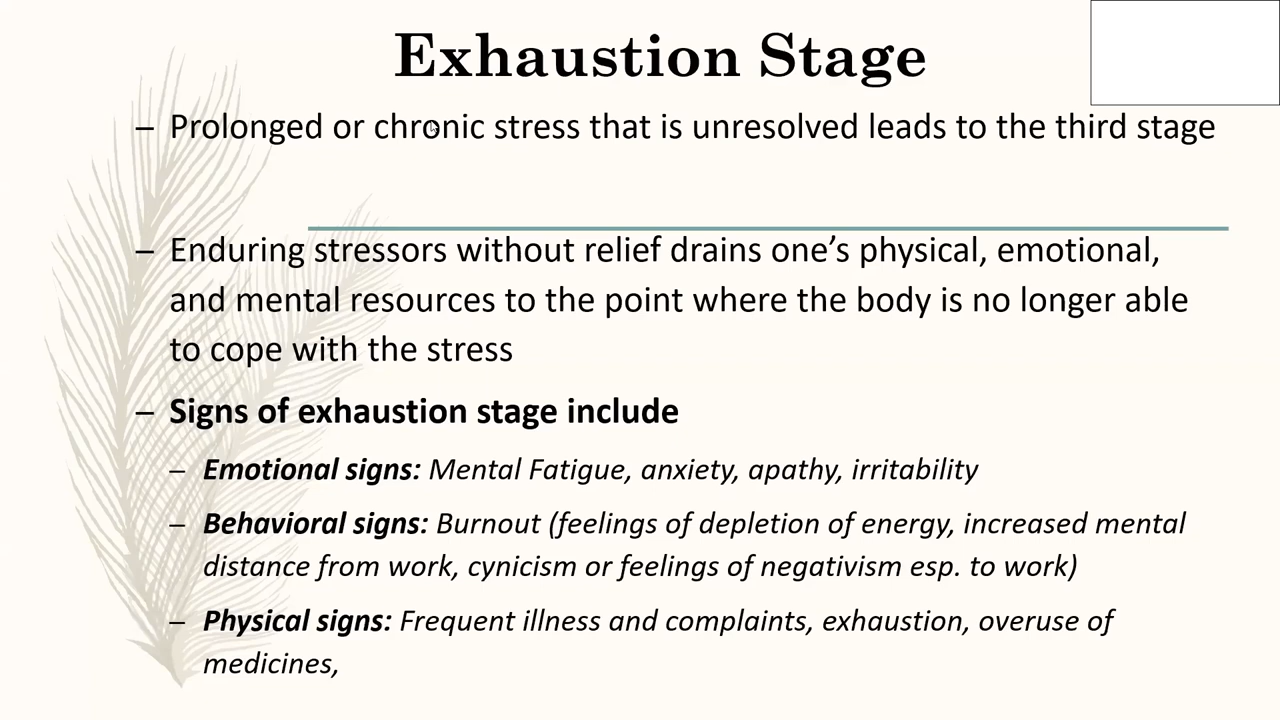 Exhaustion Stage
– Prolonged or chronic stress that is unresolved leads to the third stage
– Enduring stressors without relief drains one’s physical, emotional,
and mental resources to the point where the body is no longer able
to cope with the stress
– Signs of exhaustion stage include
– Emotional signs: Mental Fatigue, anxiety, apathy, irritability
– Behavioral signs: Burnout (feelings of depletion of energy, increased mental
distance from work, cynicism or feelings of negativism esp. to work)
– Physical signs: Frequent illness and complaints, exhaustion, overuse of
medicines,